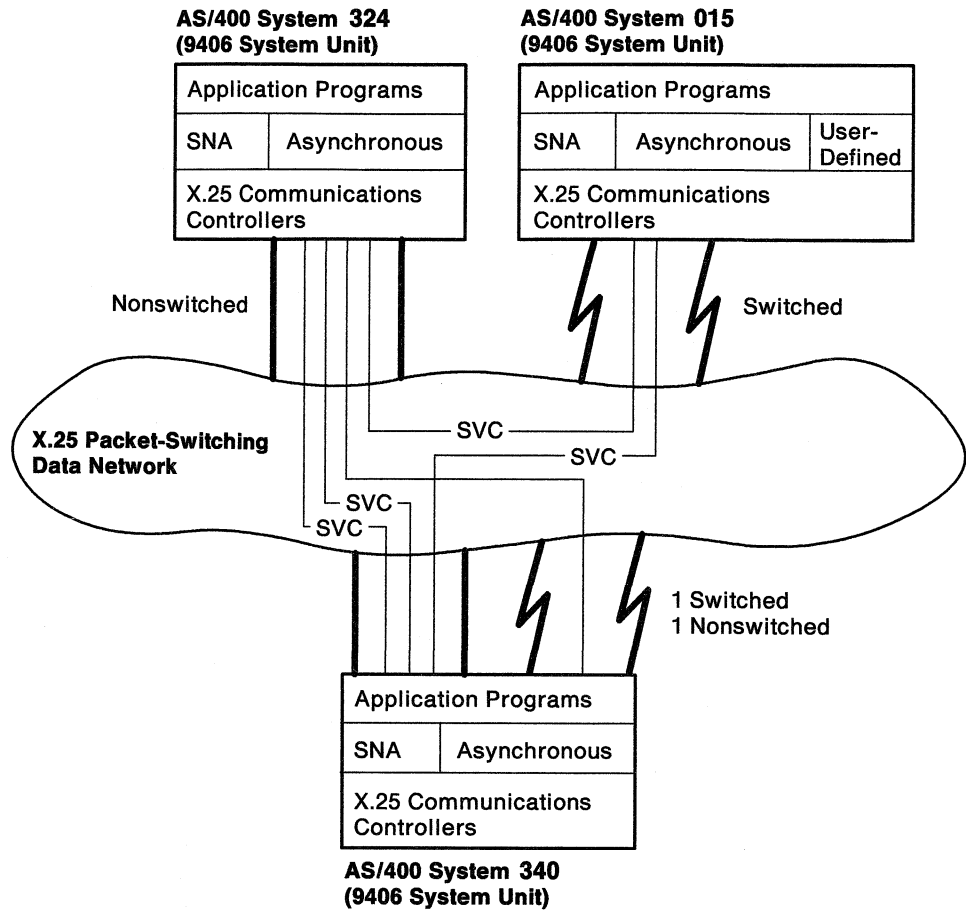 AS/400 System 324
(9406 System Unit)
Application Programs
SNA
Asynchronous
X.25 Communications
Controllers
AS/400 System 015
(9406 System Unit)
Application Programs
SNA
Asynchronous
User-
Defined
X.25 Communications
Controllers
Nonswitched
Switched
X.25 Packet-Switching
Data Network
SVC
SVC
SVC
SVC
1 Switched
1 Nonswitched
Application Programs
SNA
Asynchronous
X.25 Communications
Controllers
AS/400 System 340
(9406 System Unit)